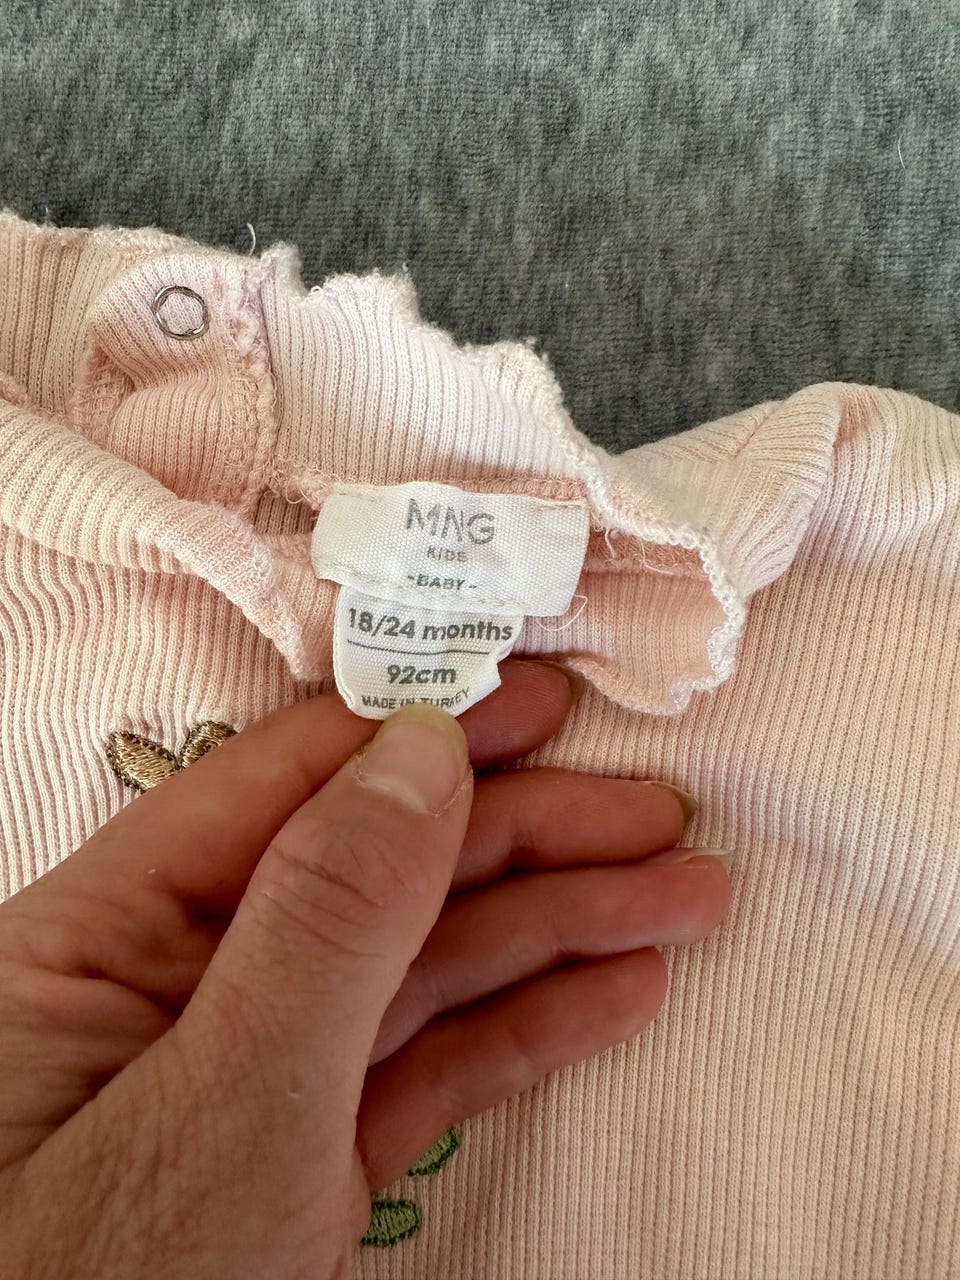 MNG
KIDS
-BABY-
18/24 months
92cm
MADE IN TURKEY